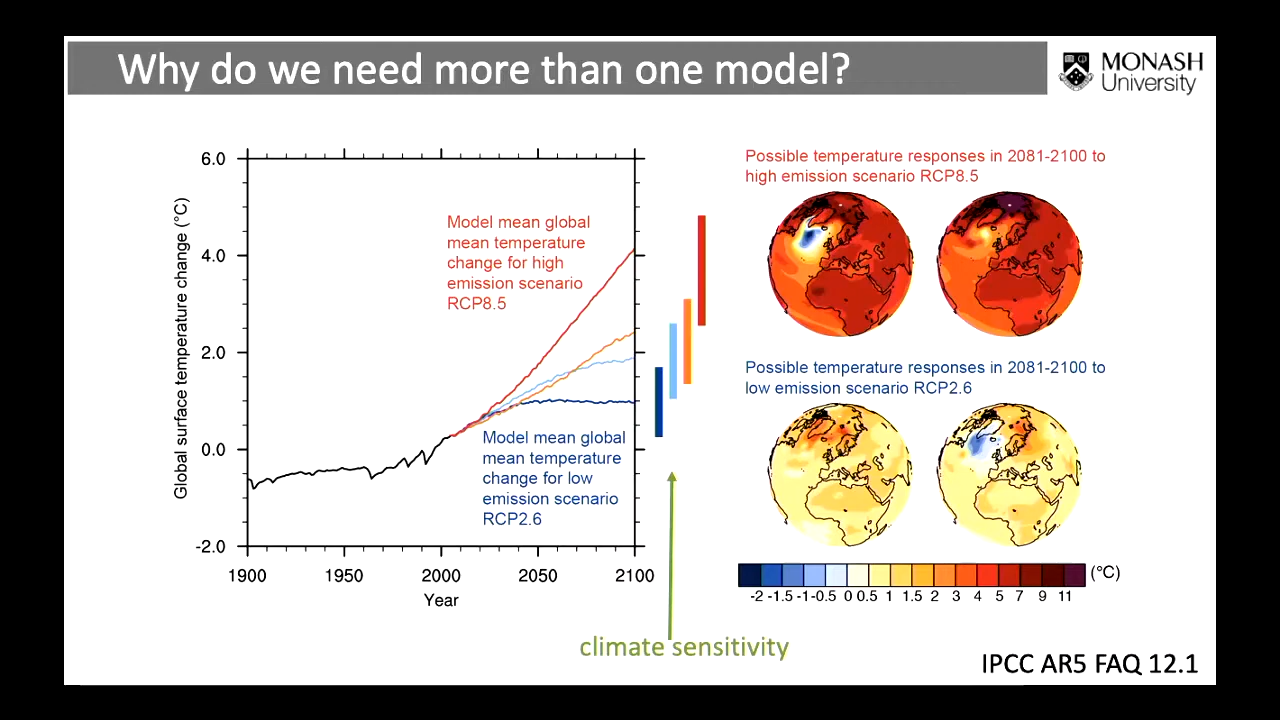 Why do we need more than one model?
MONASH
University
6.0
4.0
2.0
0.0
-2.0
Global surface temperature change (°C)
1900
1950
2000
2050
2100
Year
Model mean global
mean temperature
change for high
emission scenario
RCP8.5
Model mean global
mean temperature
change for low
emission scenario
RCP2.6
climate sensitivity
Possible temperature responses in 2081-2100 to
high emission scenario RCP8.5
Possible temperature responses in 2081-2100 to
low emission scenario RCP2.6
(°C)
-2 -1.5 -1 -0.5 0 0.5 1 1.5 2 3 4 5 7 9 11
IPCC AR5 FAQ 12.1